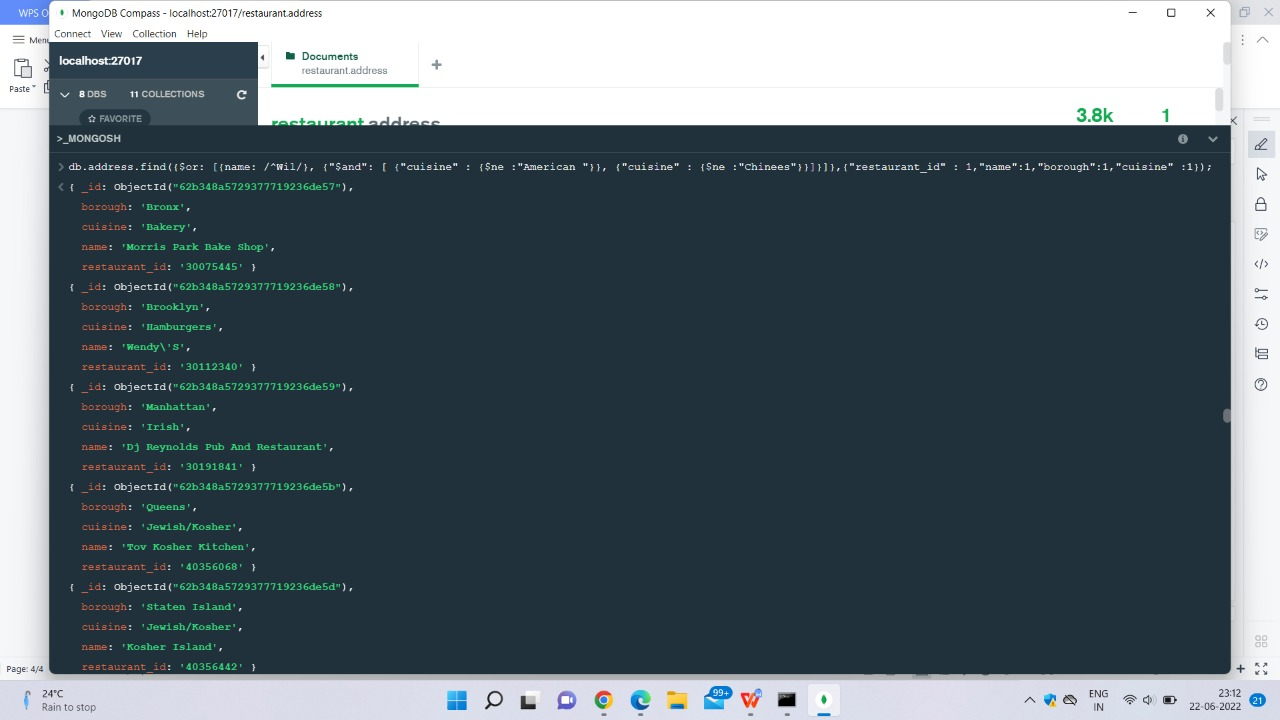 WPS O
MongoDB Compass - localhost:27017/restaurant.address
Menu
Connect View Collection Help
localhost:27017
Documents
restaurant.address
Paste
8 DBS 11 COLLECTIONS
FAVORITE
restaurant.address
3.8k 1
>_MONGOSH
> db.address.find({$or: [{name: /^Wil/}, {"$and": [ {"cuisine" : {$ne :"American "}}, {"cuisine" : {$ne :"Chinees"}}]}]},{"restaurant_id" : 1,"name":1,"borough":1,"cuisine" :1});
< { _id: ObjectId("62b348a5729377719236de57"),
borough: 'Bronx',
cuisine: 'Bakery',
name: 'Morris Park Bake Shop',
restaurant_id: '30075445' }
{ _id: ObjectId("62b348a5729377719236de58"),
borough: 'Brooklyn',
cuisine: 'Hamburgers',
name: 'Wendy\'S',
restaurant_id: '30112340' }
{ _id: ObjectId("62b348a5729377719236de59"),
borough: 'Manhattan',
cuisine: 'Irish',
name: 'Dj Reynolds Pub And Restaurant',
restaurant_id: '30191841' }
{ _id: ObjectId("62b348a5729377719236de5b"),
borough: 'Queens',
cuisine: 'Jewish/Kosher',
name: 'Tov Kosher Kitchen',
restaurant_id: '40356068' }
{ _id: ObjectId("62b348a5729377719236de5d"),
borough: 'Staten Island',
cuisine: 'Jewish/Kosher',
name: 'Kosher Island',
restaurant_id: '40356442' }
Page: 4/4
24°C
Rain to stop
99+
ENG
IN
23:12
22-06-2022
21